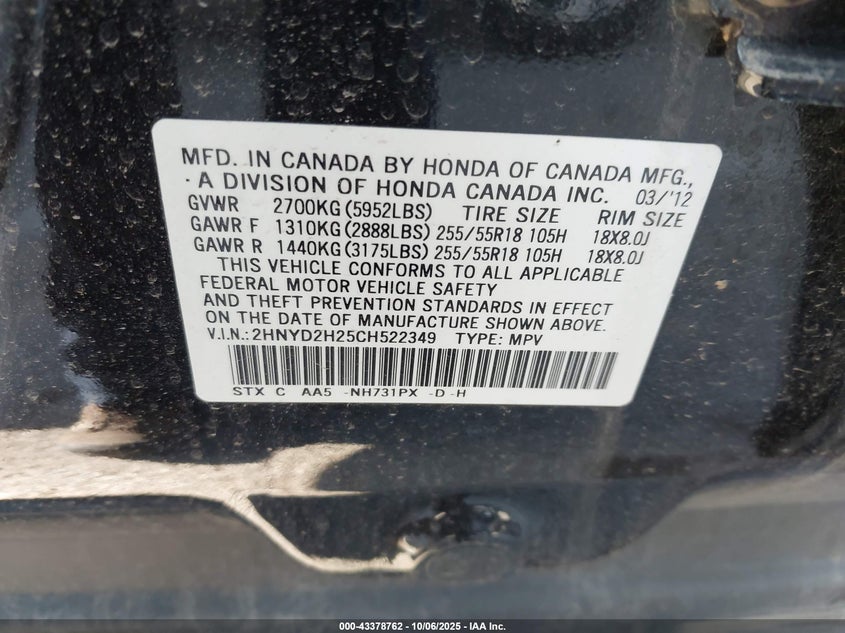 MFD. IN CANADA BY HONDA OF CANADA MFG.,
A DIVISION OF HONDA CANADA INC. 03/'12
GVWR 2700KG(5952LBS) TIRE SIZE RIM SIZE
GAWR F 1310KG(2888LBS) 255/55R18 105H 18X8.0J
GAWR R 1440KG(3175LBS) 255/55R18 105H 18X8.0J
THIS VEHICLE CONFORMS TO ALL APPLICABLE
FEDERAL MOTOR VEHICLE SAFETY
AND THEFT PREVENTION STANDARDS IN EFFECT
ON THE DATE OF MANUFACTURE SHOWN ABOVE.
V.I.N.:2HNYD2H25CH522349 TYPE: MPV
STX C AA5 -NH731PX -D -H
000-43378762 - 10/06/2025 - IAA Inc.